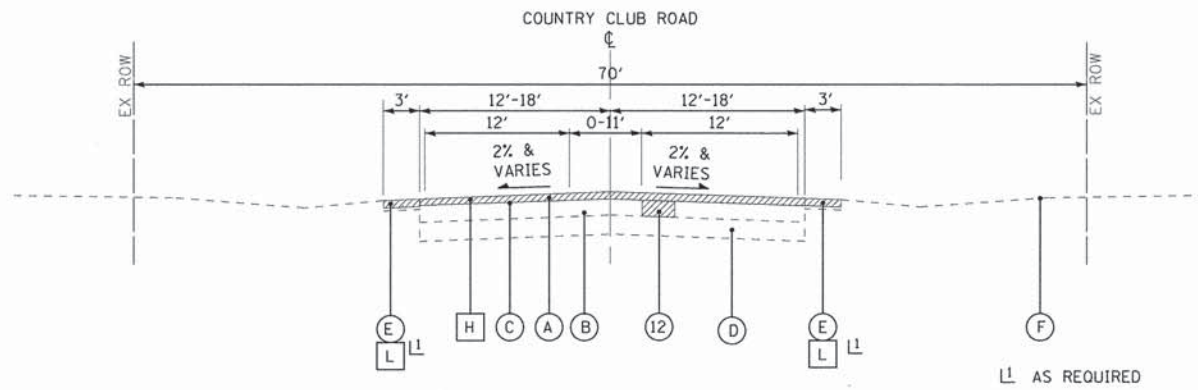 COUNTRY CLUB ROAD
℄
70'
EX ROW
EX ROW
3' 12'-18' 12'-18' 3'
12' 0-11' 12'
2% & VARIES
2% & VARIES
E H C A B 12 D E F
L 1 L 1
1 AS REQUIRED